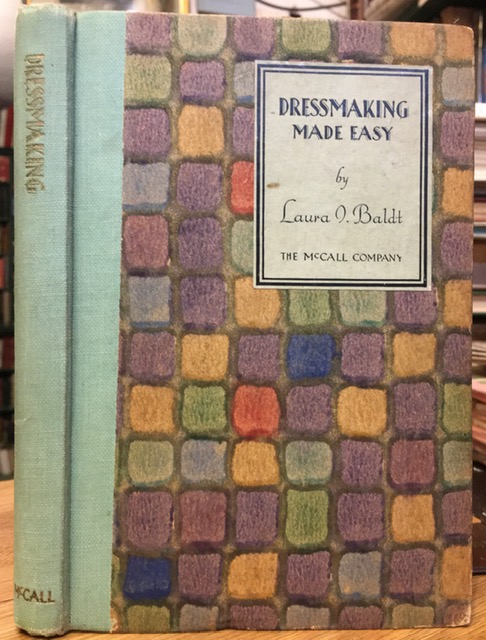 DRESSMAKING
MADE EASY
by
Laura I. Baldt
THE McCALL COMPANY
DRESSMAKING
McCALL